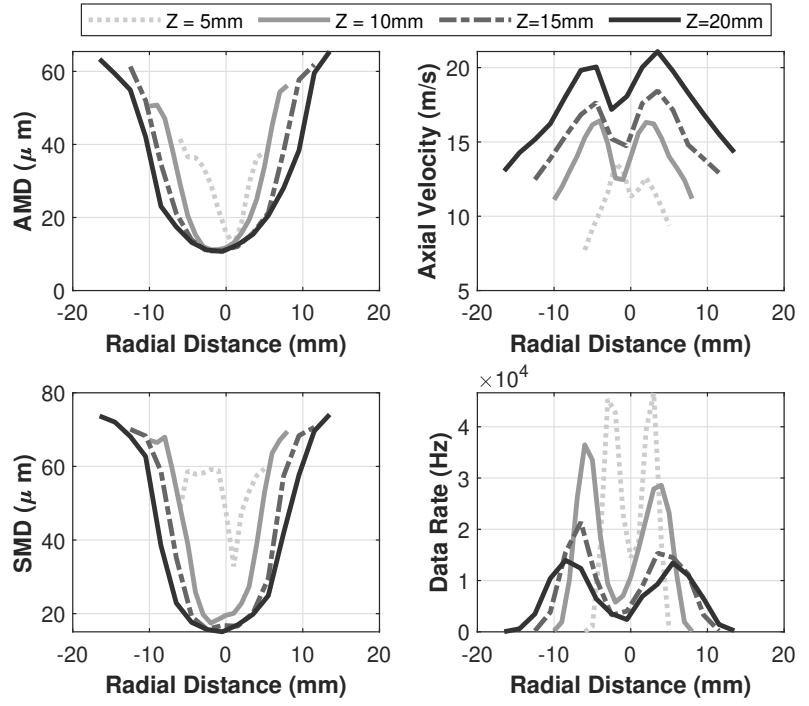 Z = 5mm Z = 10mm Z=15mm Z=20mm
AMD (μ m)
60
40
20
0
-20 -10 0 10 20
Radial Distance (mm)
Axial Velocity (m/s)
20
15
10
5
-20 -10 0 10 20
Radial Distance (mm)
SMD (μ m)
80
60
40
20
-20 -10 0 10 20
Radial Distance (mm)
×10⁴
Data Rate (Hz)
4
3
2
1
0
-20 -10 0 10 20
Radial Distance (mm)